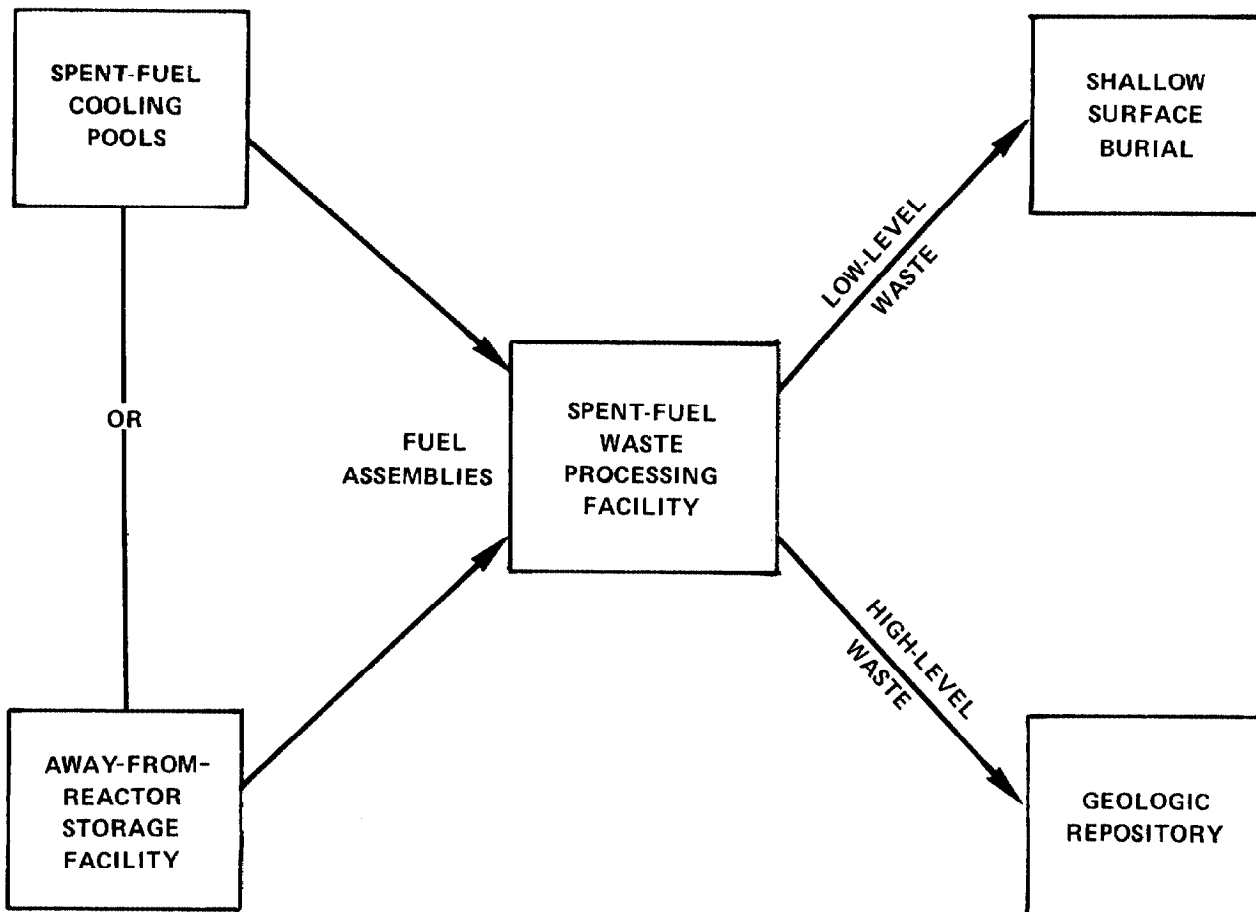 SPENT-FUEL
COOLING
POOLS
SHALLOW
SURFACE
BURIAL
LOW-LEVEL
WASTE
OR
FUEL
ASSEMBLIES
SPENT-FUEL
WASTE
PROCESSING
FACILITY
HIGH-LEVEL
WASTE
AWAY-FROM-
REACTOR
STORAGE
FACILITY
GEOLOGIC
REPOSITORY